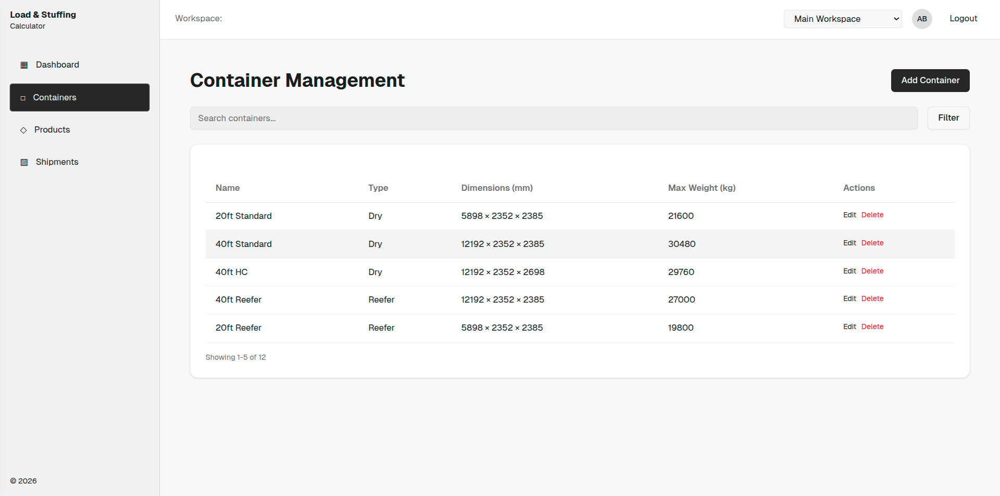 Load & Stuffing
Calculator
Dashboard
Containers
Products
Shipments
© 2026
Workspace:
Main Workspace
AB
Logout
Container Management
Add Container
Search containers...
Filter
Name Type Dimensions (mm) Max Weight (kg) Actions
20ft Standard Dry 5898 × 2352 × 2385 21600 Edit Delete
40ft Standard Dry 12192 × 2352 × 2385 30480 Edit Delete
40ft HC Dry 12192 × 2352 × 2698 29760 Edit Delete
40ft Reefer Reefer 12192 × 2352 × 2385 27000 Edit Delete
20ft Reefer Reefer 5898 × 2352 × 2385 19800 Edit Delete
Showing 1-5 of 12